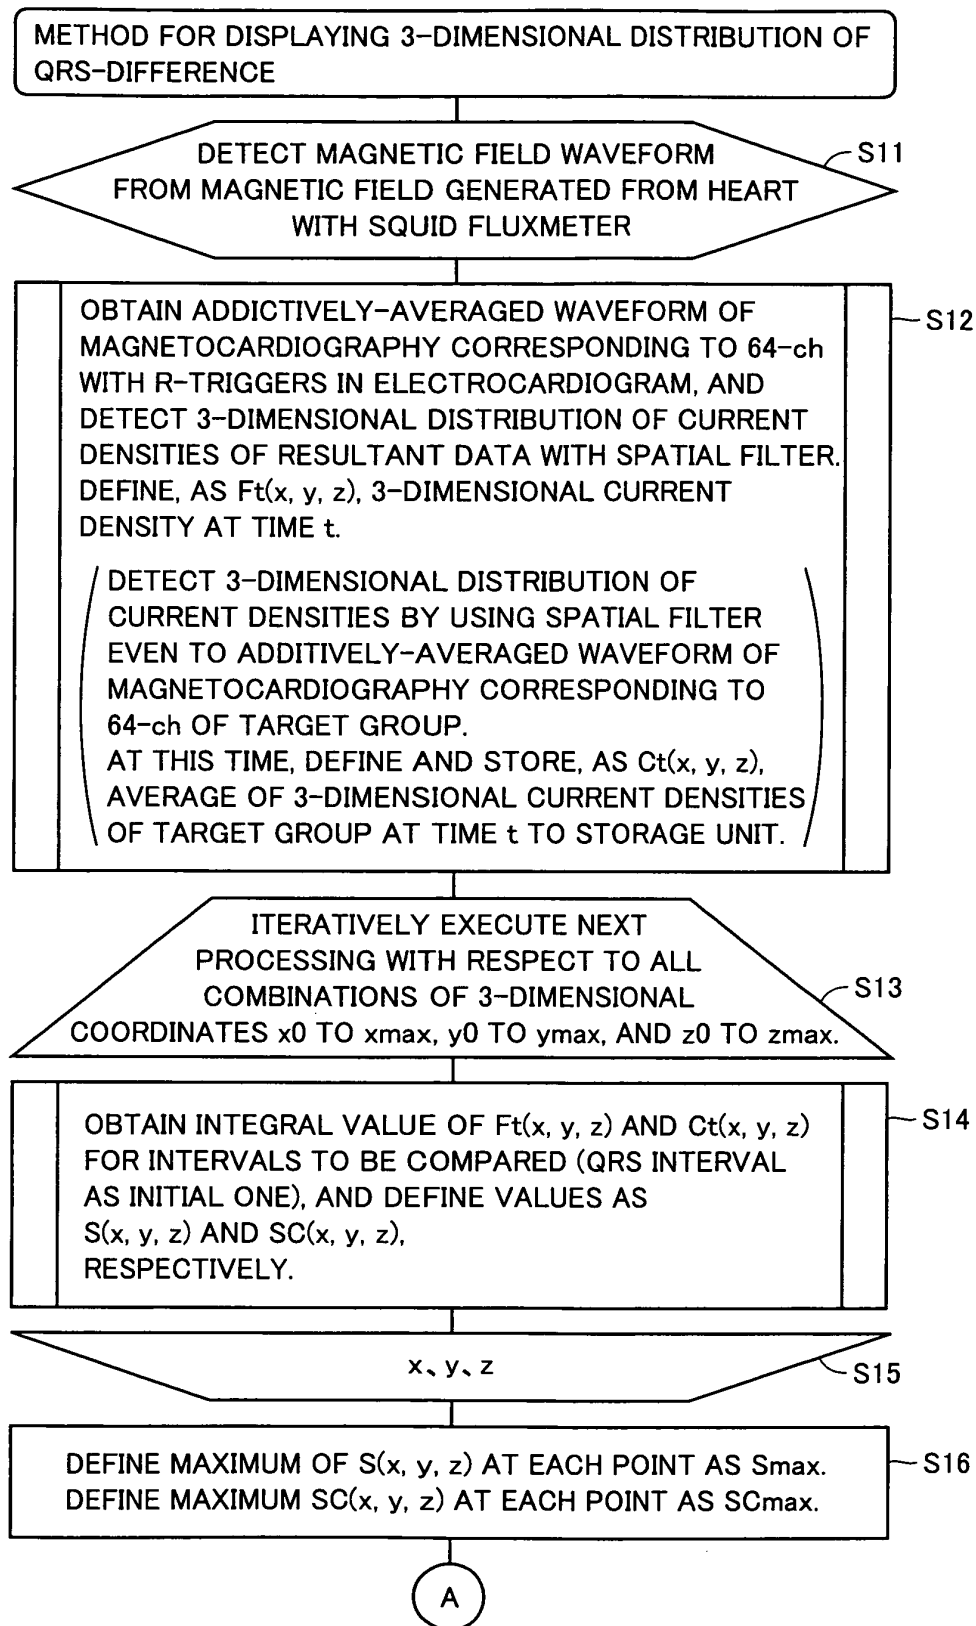 METHOD FOR DISPLAYING 3-DIMENSIONAL DISTRIBUTION OF
QRS-DIFFERENCE
DETECT MAGNETIC FIELD WAVEFORM
FROM MAGNETIC FIELD GENERATED FROM HEART
WITH SQUID FLUXMETER
S11
OBTAIN ADDICTIVELY-AVERAGED WAVEFORM OF
MAGNETOCARDIOGRAPHY CORRESPONDING TO 64-ch
WITH R-TRIGGERS IN ELECTROCARDIOGRAM, AND
DETECT 3-DIMENSIONAL DISTRIBUTION OF CURRENT
DENSITIES OF RESULTANT DATA WITH SPATIAL FILTER.
DEFINE, AS Ft(x, y, z), 3-DIMENSIONAL CURRENT
DENSITY AT TIME t.
S12
DETECT 3-DIMENSIONAL DISTRIBUTION OF
CURRENT DENSITIES BY USING SPATIAL FILTER
EVEN TO ADDITIVELY-AVERAGED WAVEFORM OF
MAGNETOCARDIOGRAPHY CORRESPONDING TO
64-ch OF TARGET GROUP.
AT THIS TIME, DEFINE AND STORE, AS Ct(x, y, z),
AVERAGE OF 3-DIMENSIONAL CURRENT DENSITIES
OF TARGET GROUP AT TIME t TO STORAGE UNIT.
ITERATIVELY EXECUTE NEXT
PROCESSING WITH RESPECT TO ALL
COMBINATIONS OF 3-DIMENSIONAL
COORDINATES x0 TO xmax, y0 TO ymax, AND z0 TO zmax.
S13
OBTAIN INTEGRAL VALUE OF Ft(x, y, z) AND Ct(x, y, z)
FOR INTERVALS TO BE COMPARED (QRS INTERVAL
AS INITIAL ONE), AND DEFINE VALUES AS
S(x, y, z) AND SC(x, y, z),
RESPECTIVELY.
S14
x、y、z
S15
DEFINE MAXIMUM OF S(x, y, z) AT EACH POINT AS Smax.
DEFINE MAXIMUM SC(x, y, z) AT EACH POINT AS SCmax.
S16
A